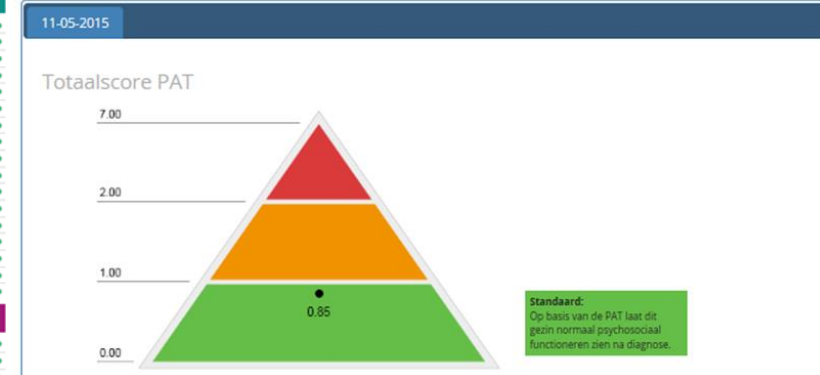 11-05-2015
Totaalscore PAT
7.00
2.00
1.00
0.85
0.00
Standaard:
Op basis van de PAT laat dit
gezin normaal psychosociaal
functioneren zien na diagnose.